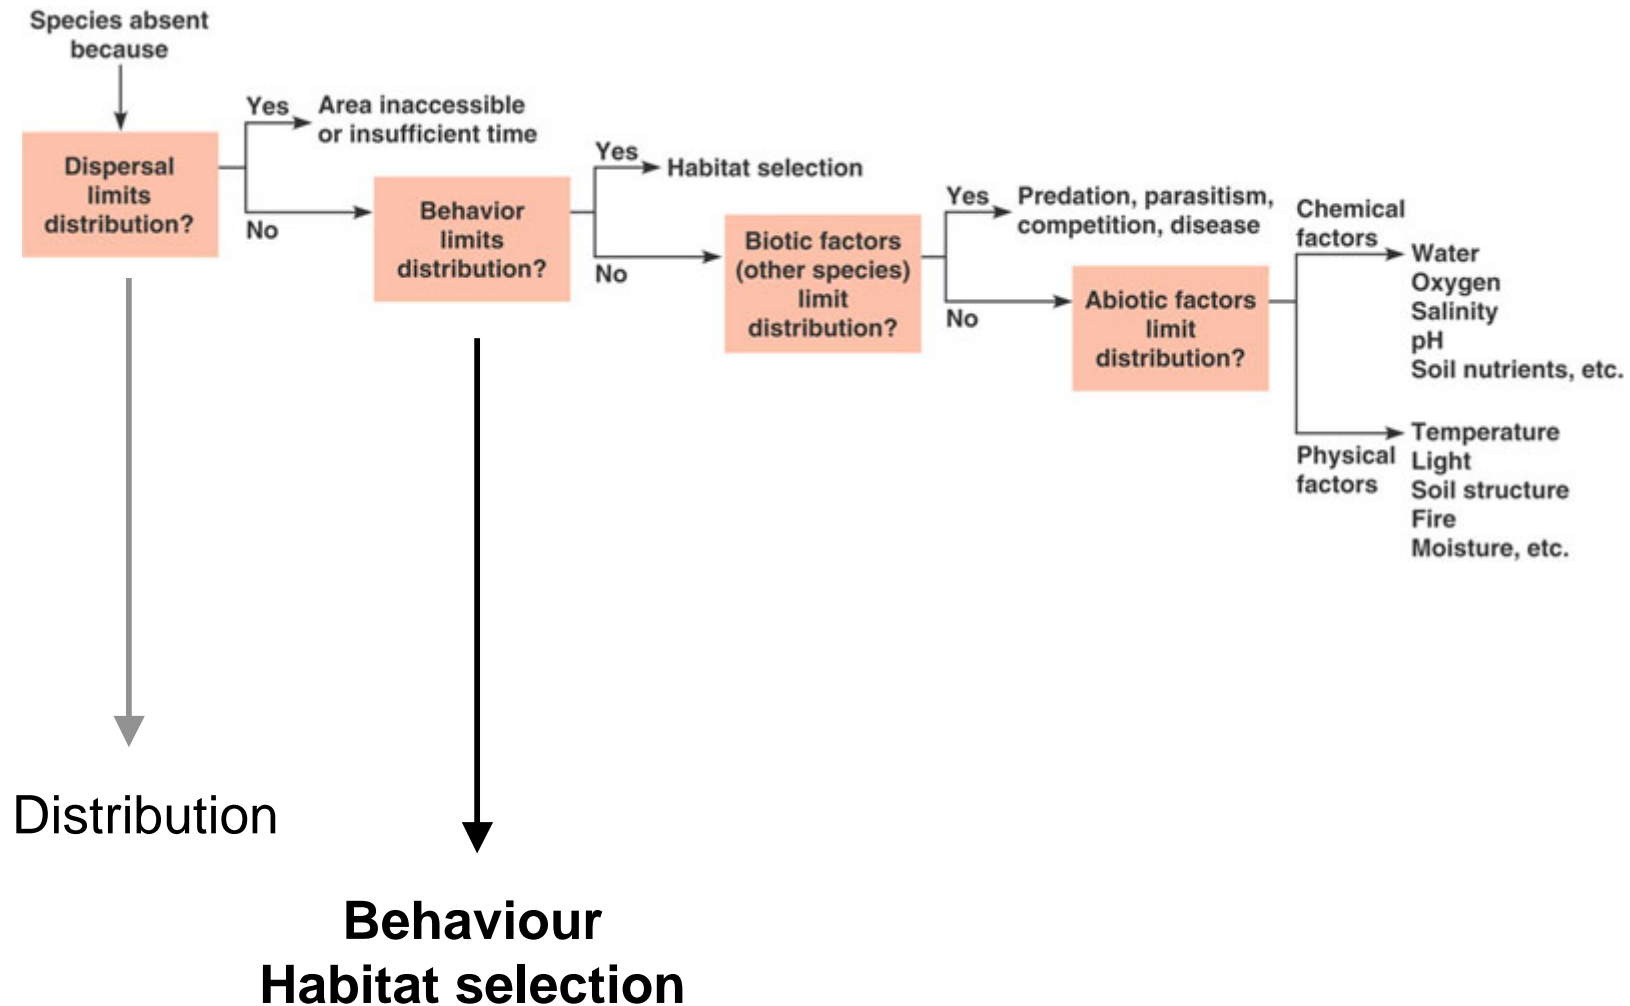 Species absent
because
Dispersal
limits
distribution?
Yes
Area inaccessible
or insufficient time
No
Behavior
limits
distribution?
Yes
Habitat selection
No
Biotic factors
(other species)
limit
distribution?
Yes
Predation, parasitism,
competition, disease
No
Abiotic factors
limit
distribution?
Chemical
factors
Water
Oxygen
Salinity
pH
Soil nutrients, etc.
Physical
factors
Temperature
Light
Soil structure
Fire
Moisture, etc.
Distribution
Behaviour
Habitat selection